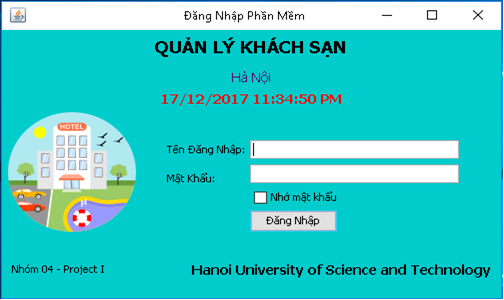 Đăng Nhập Phần Mềm
QUẢN LÝ KHÁCH SẠN
Hà Nội
17/12/2017 11:34:50 PM
HOTEL
Tên Đăng Nhập:
Mật Khẩu:
Nhớ mật khẩu
Đăng Nhập
Nhóm 04 - Project I
Hanoi University of Science and Technology